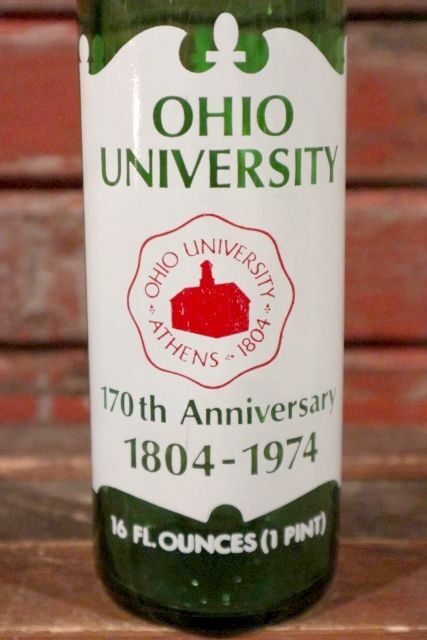 OHIO
UNIVERSITY
OHIO UNIVERSITY
ATHENS 1804
170th Anniversary
1804-1974
16 FL. OUNCES (1 PINT)